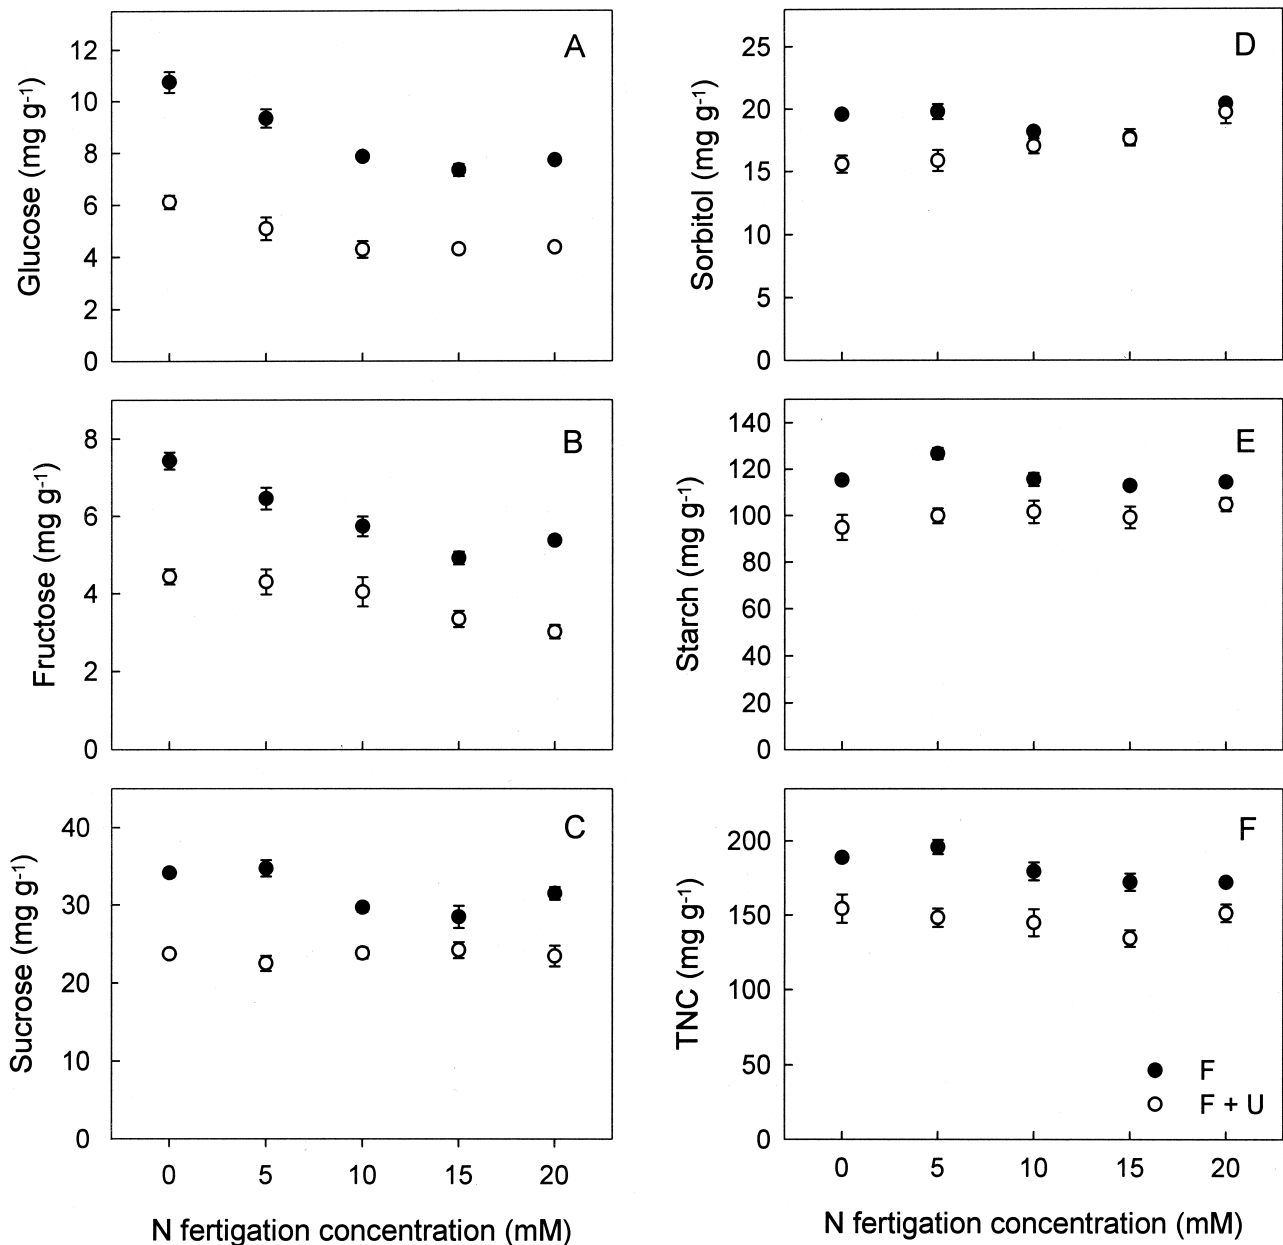 A
Glucose (mg g-1)
12
10
8
6
4
2
0
B
Fructose (mg g-1)
8
6
4
2
0
C
Sucrose (mg g-1)
40
30
20
10
0
0 5 10 15 20
N fertigation concentration (mM)
D
Sorbitol (mg g-1)
25
20
15
10
5
0
E
Starch (mg g-1)
140
120
100
80
60
40
20
0
F
TNC (mg g-1)
200
150
100
50
0
F
F + U
0 5 10 15 20
N fertigation concentration (mM)